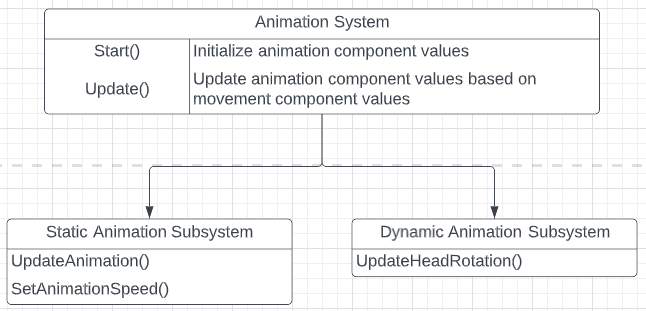 Animation System
Start()
Initialize animation component values
Update()
Update animation component values based on
movement component values
Static Animation Subsystem
UpdateAnimation()
SetAnimationSpeed()
Dynamic Animation Subsystem
UpdateHeadRotation()